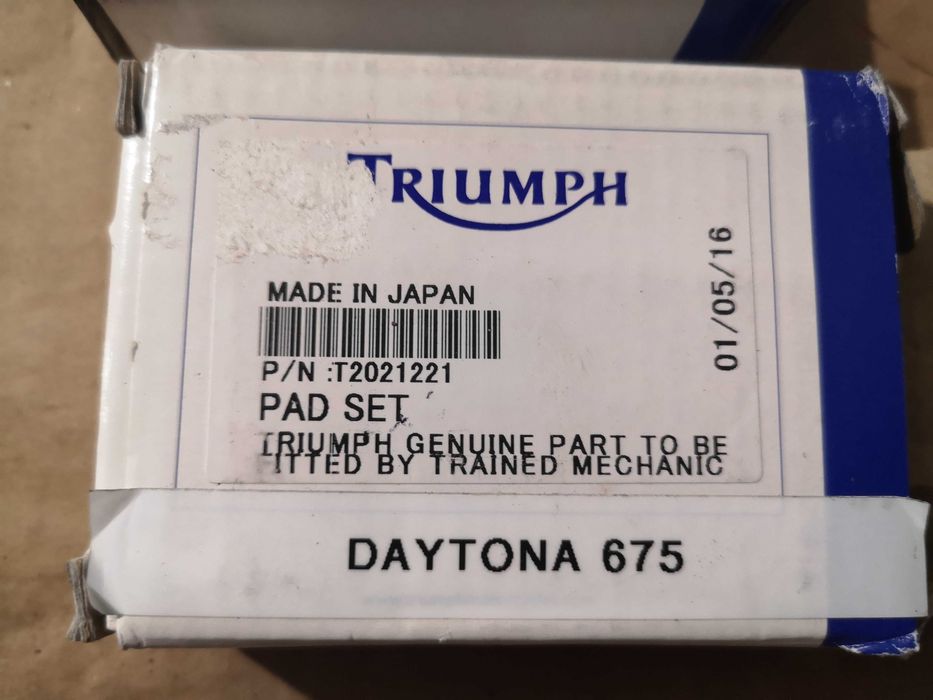 TRIUMPH
01/05/16
MADE IN JAPAN
P/N :T2021221
PAD SET
TRIUMPH GENUINE PART TO BE
FITTED BY TRAINED MECHANIC
DAYTONA 675